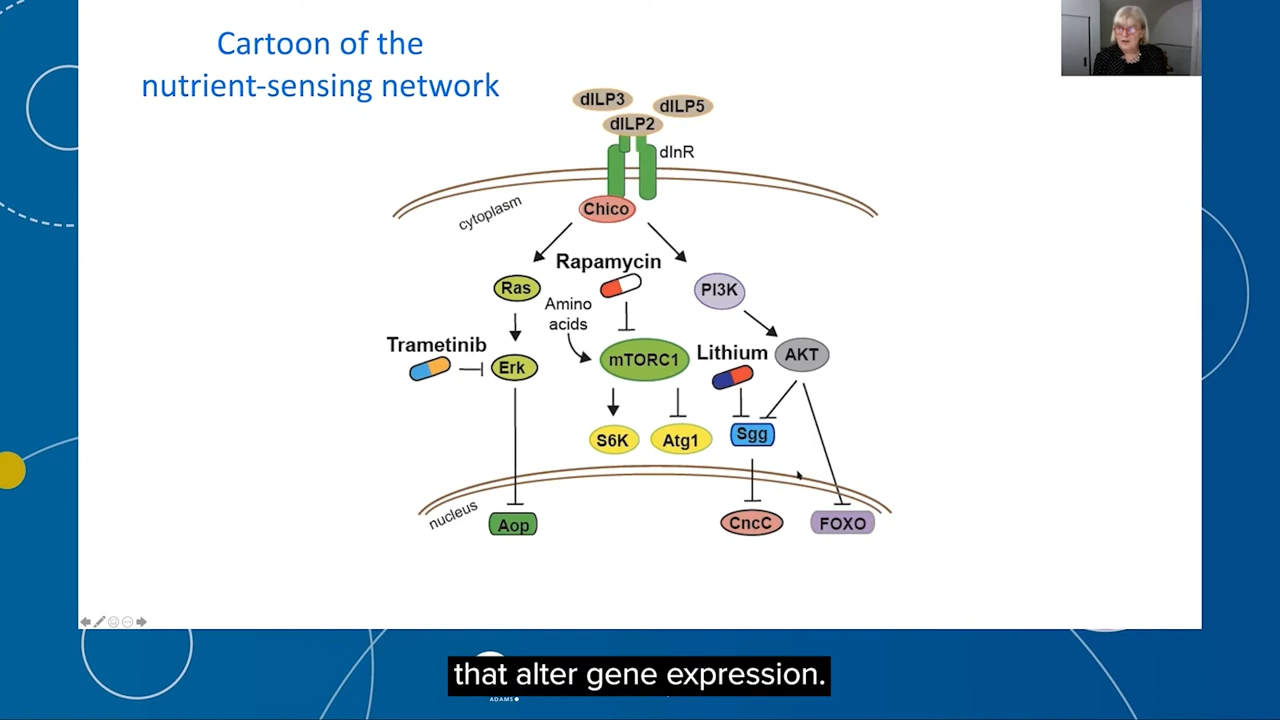 Cartoon of the
nutrient-sensing network
dILP3
dILP5
dILP2
dInR
cytoplasm
Chico
Rapamycin
Ras
PI3K
Amino
acids
Trametinib
Erk
mTORC1
Lithium
AKT
S6K
Atg1
Sgg
nucleus
Aop
CncC
FOXO
that alter gene expression.
ADAMS